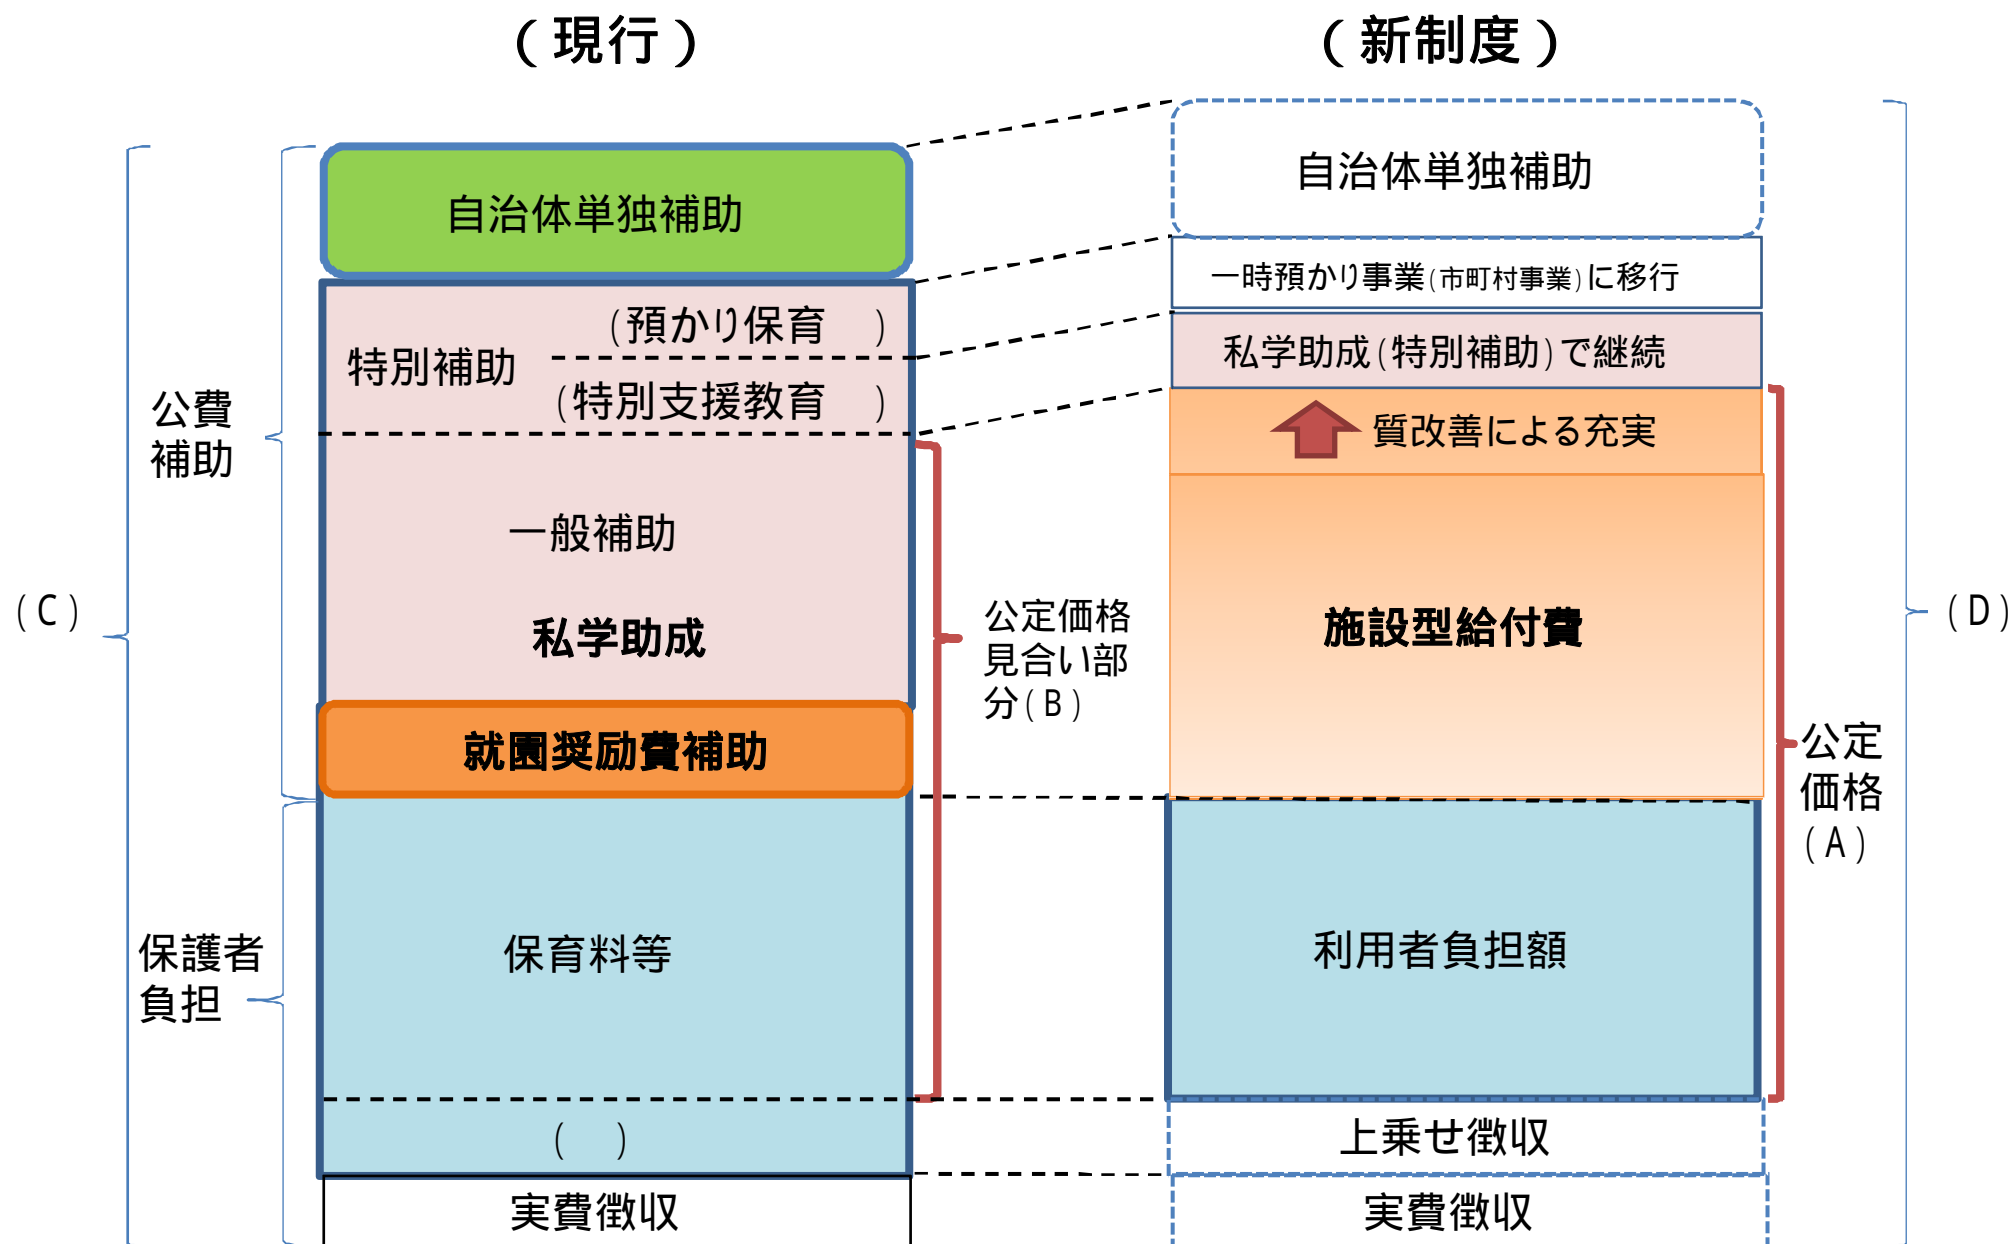 (現行)
(新制度)
自治体単独補助
自治体単独補助
一時預かり事業(市町村事業)に移行
(預かり保育　)
特別補助
(特別支援教育　)
私学助成(特別補助)で継続
質改善による充実
公費
補助
一般補助
私学助成
公定価格
見合い部
分(B)
施設型給付費
(C)
(D)
就園奨励費補助
公定
価格
(A)
保護者
負担
保育料等
利用者負担額
(　)
上乗せ徴収
実費徴収
実費徴収